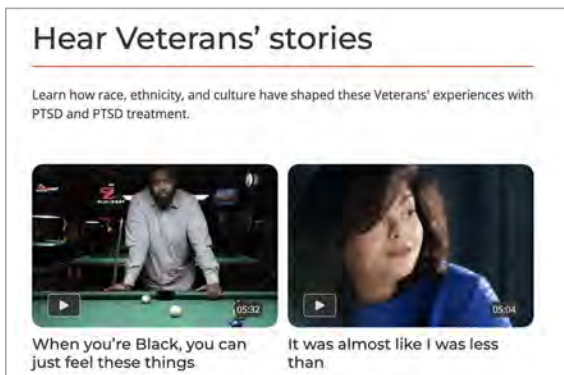 Hear Veterans’ stories
Learn how race, ethnicity, and culture have shaped these Veterans' experiences with
PTSD and PTSD treatment.
05:32
05:04
When you’re Black, you can
just feel these things
It was almost like I was less
than